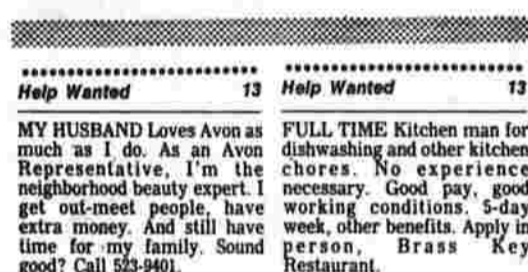 Help Wanted 13
MY HUSBAND Loves Avon as
much as I do. As an Avon
Representative, I'm the
neighborhood beauty expert. I
get out-meet people, have
extra money. And still have
time for my family. Sound
good? Call 523-9401.
Help Wanted 13
FULL TIME Kitchen man for
dishwashing and other kitchen
chores. No experience
necessary. Good pay, good
working conditions. 5-day
week, other benefits. Apply in
person, Brass Key
Restaurant.